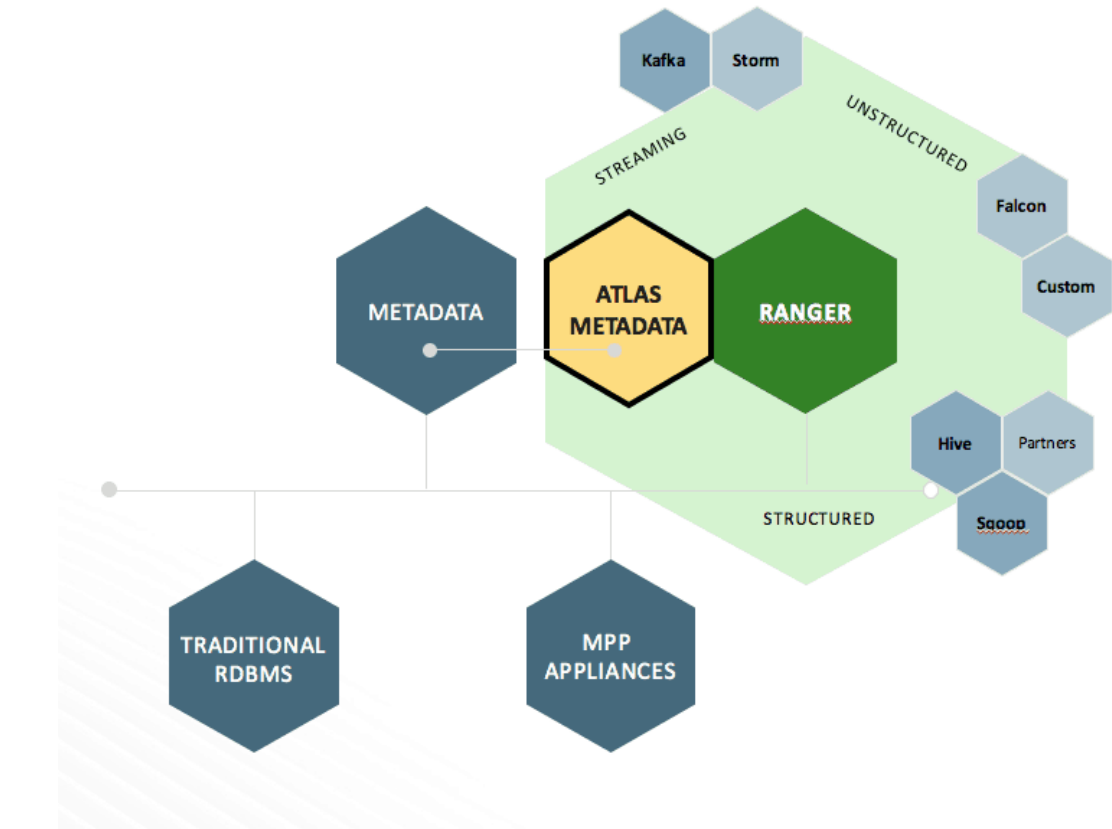 Kafka
Storm
STREAMING
UNSTRUCTURED
Falcon
Custom
METADATA
ATLAS
METADATA
RANGER
Hive
Partners
Sqoop
STRUCTURED
TRADITIONAL
RDBMS
MPP
APPLIANCES